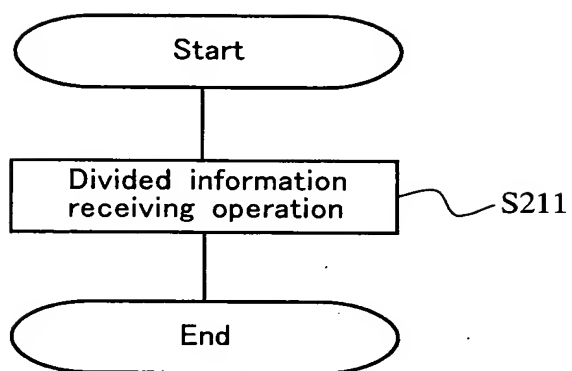 Start
Divided information
receiving operation
S211
End